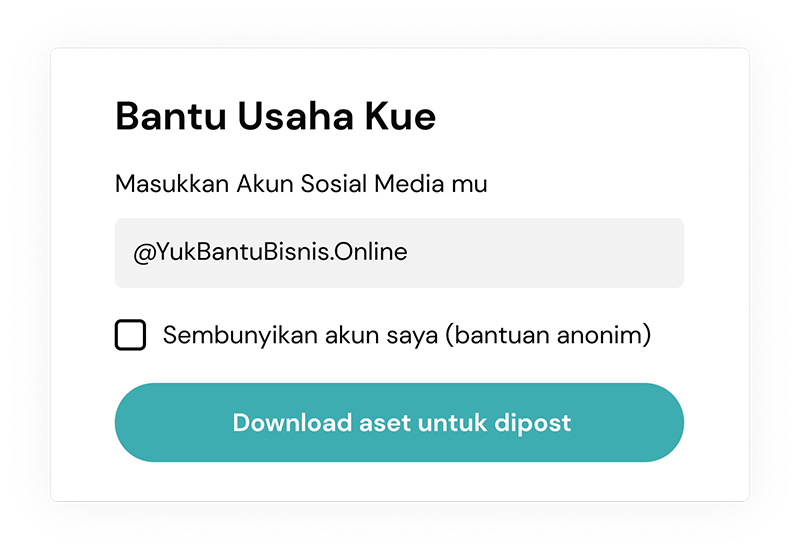 Bantu Usaha Kue
Masukkan Akun Sosial Media mu
@YukBantuBisnis.Online
Sembunyikan akun saya (bantuan anonim)
Download aset untuk dipost